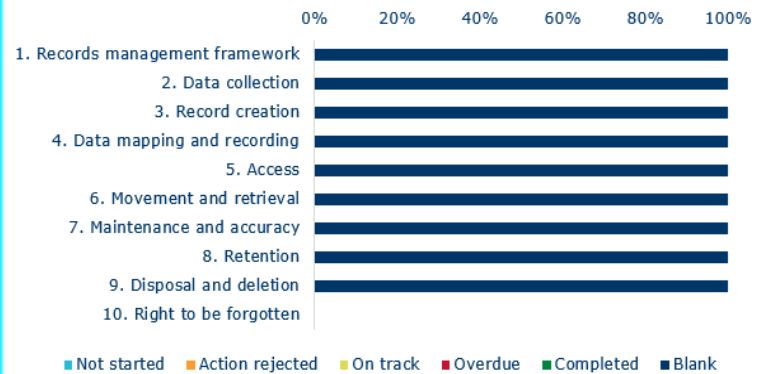 0% 20% 40% 60% 80% 100%
1. Records management framework
2. Data collection
3. Record creation
4. Data mapping and recording
5. Access
6. Movement and retrieval
7. Maintenance and accuracy
8. Retention
9. Disposal and deletion
10. Right to be forgotten
Not started Action rejected On track Overdue Completed Blank